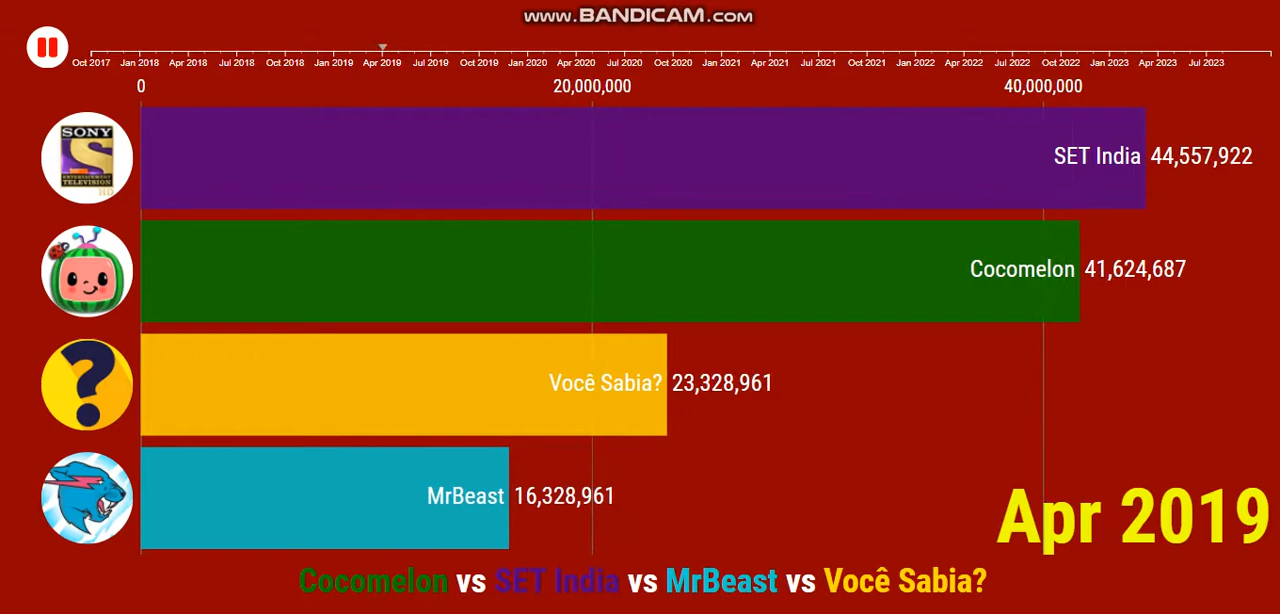 www.BANDICAM.com
Oct 2017 Jan 2018 Apr 2018 Jul 2018 Oct 2018 Jan 2019 Apr 2019 Jul 2019 Oct 2019 Jan 2020 Apr 2020 Jul 2020 Oct 2020 Jan 2021 Apr 2021 Jul 2021 Oct 2021 Jan 2022 Apr 2022 Jul 2022 Oct 2022 Jan 2023 Apr 2023 Jul 2023
0 20,000,000 40,000,000
SONY
S
ENTERTAINMENT
TELEVISION
HD
SET India 44,557,922
Cocomelon 41,624,687
?
Você Sabia? 23,328,961
MrBeast 16,328,961
Apr 2019
Cocomelon vs SET India vs MrBeast vs Você Sabia?